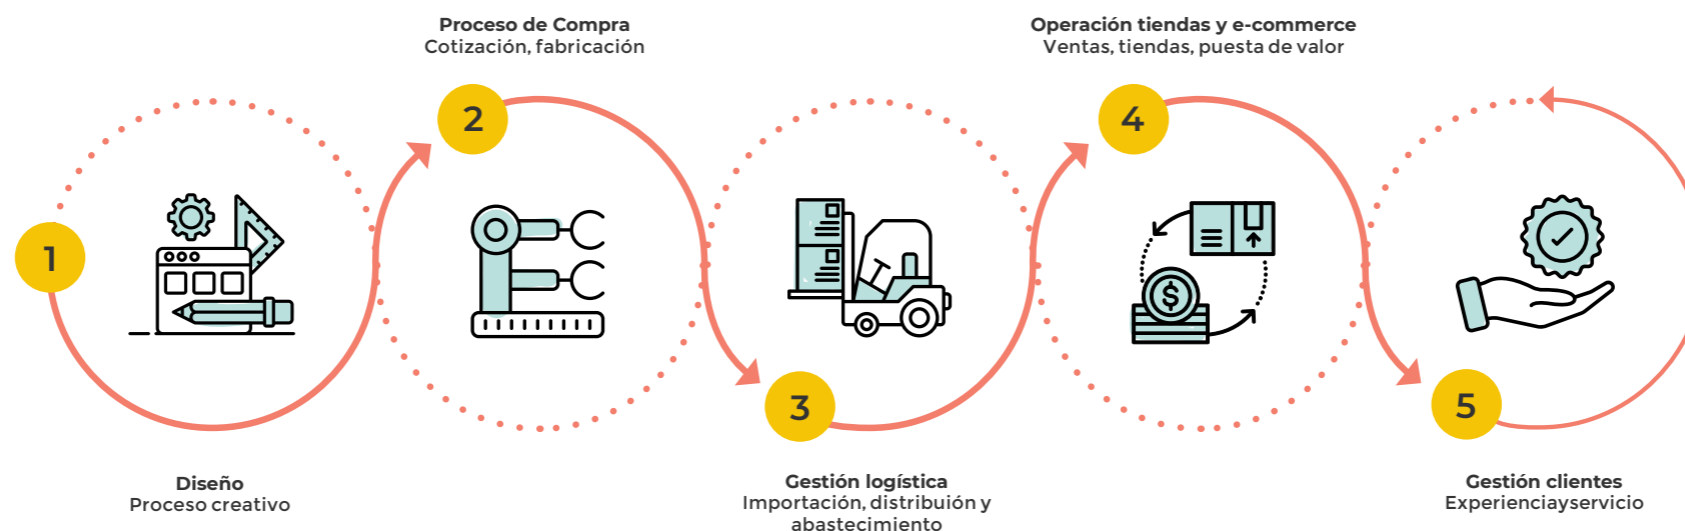 1
Diseño
Proceso creativo
Proceso de Compra
Cotización, fabricación
2
3
Gestión logística
Importación, distribuión y
abastecimiento
Operación tiendas y e-commerce
Ventas, tiendas, puesta de valor
4
$
5
Gestión clientes
Experienciayservicio